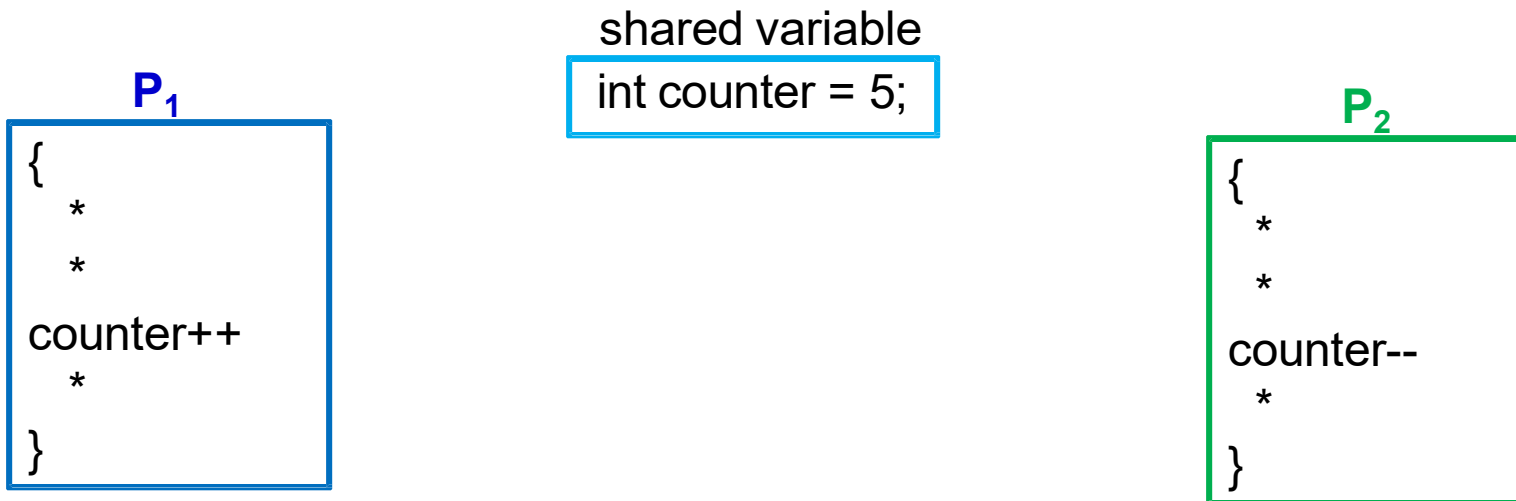 shared variable
int counter = 5;
P₁
{
*
*
counter++
*
}
P₂
{
*
*
counter--
*
}